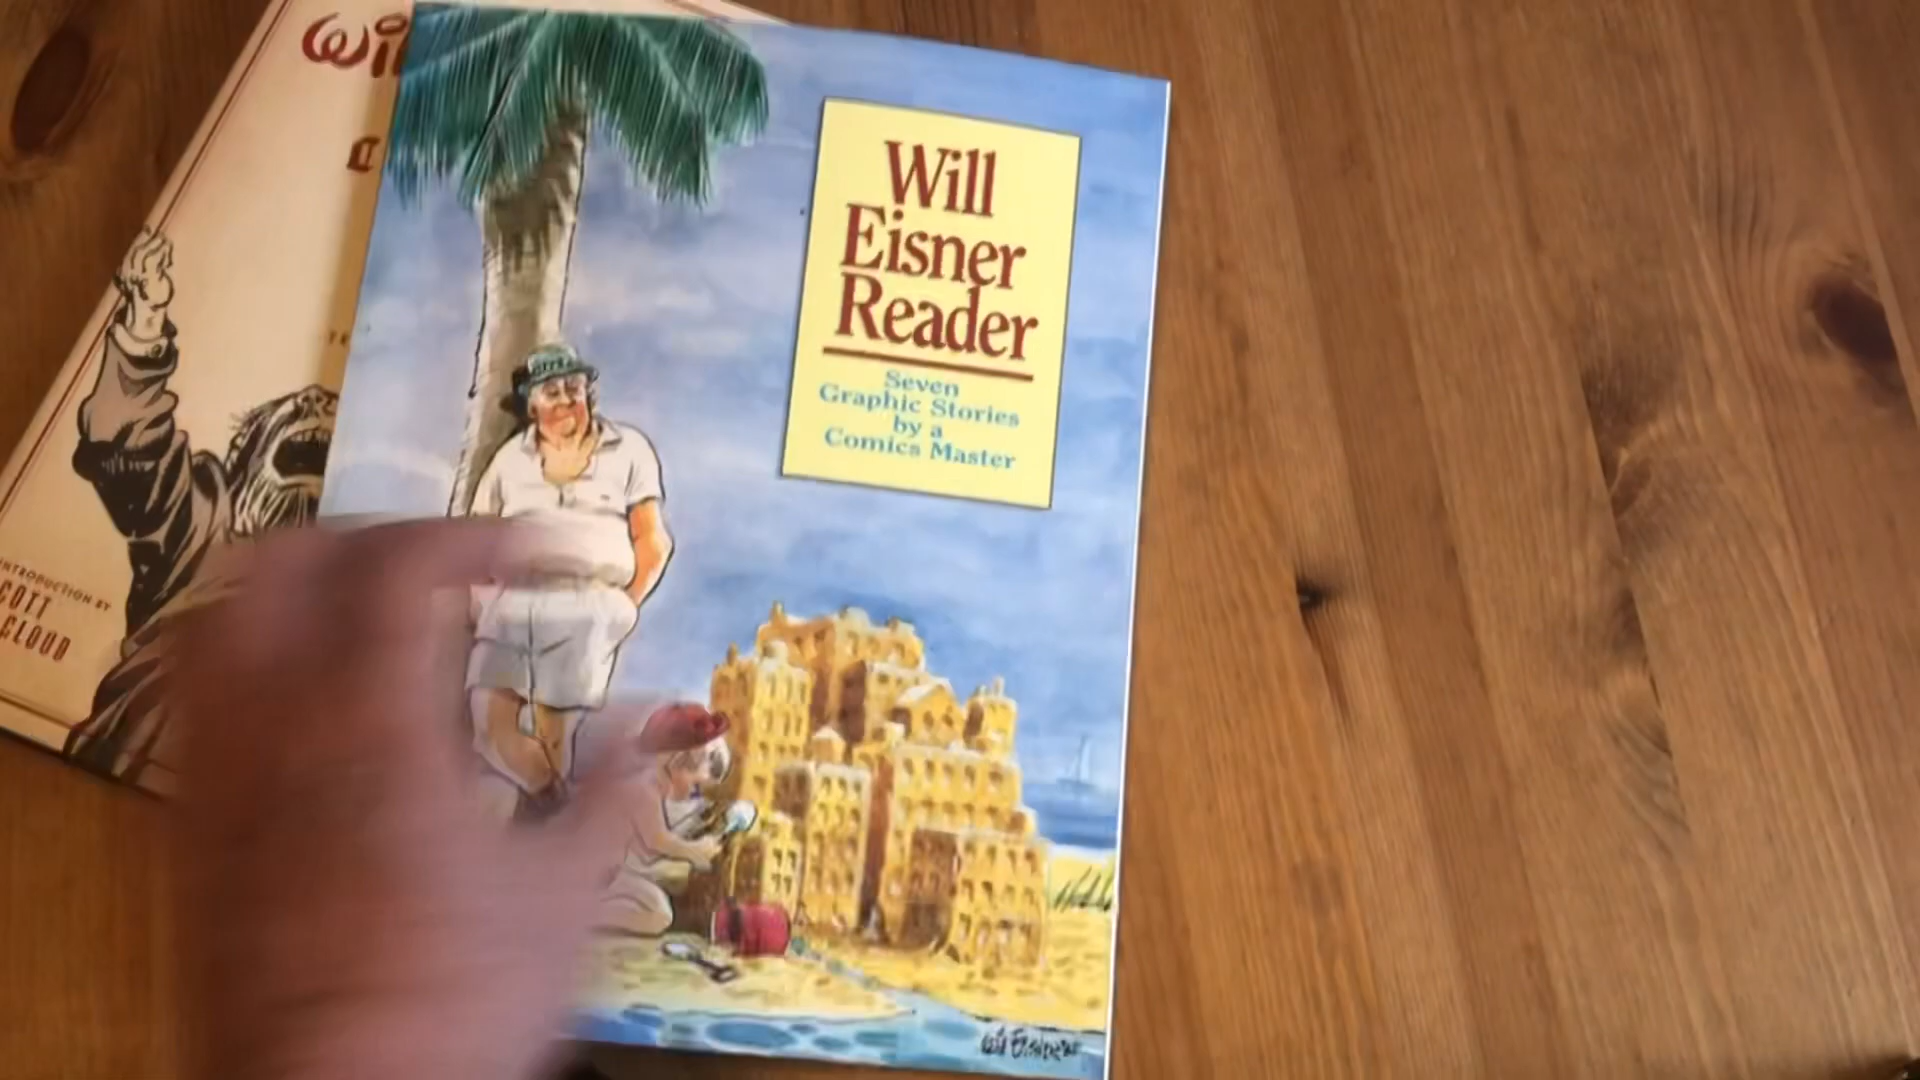 Will
Eisner
Reader
Seven
Graphic Stories
by a
Comics Master
INTRODUCTION BY
Will Eisner